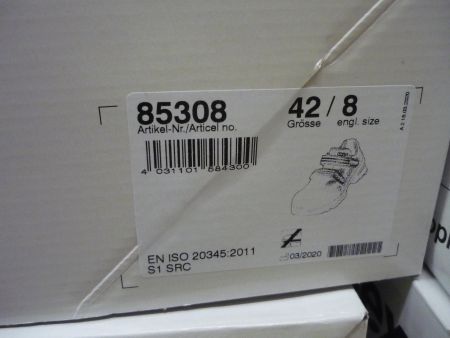 85308
Artikel-Nr./Articel no.
42 / 8
Grösse engl. size
4 031101 684300
EN ISO 20345:2011
S1 SRC
03/2020